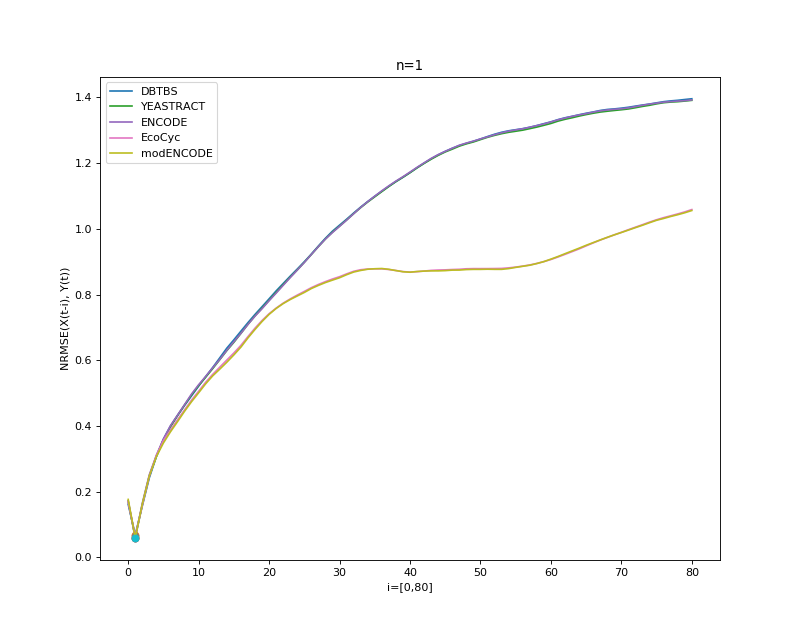 n=1
DBTBS
YEASTRACT
ENCODE
EcoCyc
modENCODE
NRMSE(X(t-i), Y(t))
1.4
1.2
1.0
0.8
0.6
0.4
0.2
0.0
0 10 20 30 40 50 60 70 80
i=[0,80]